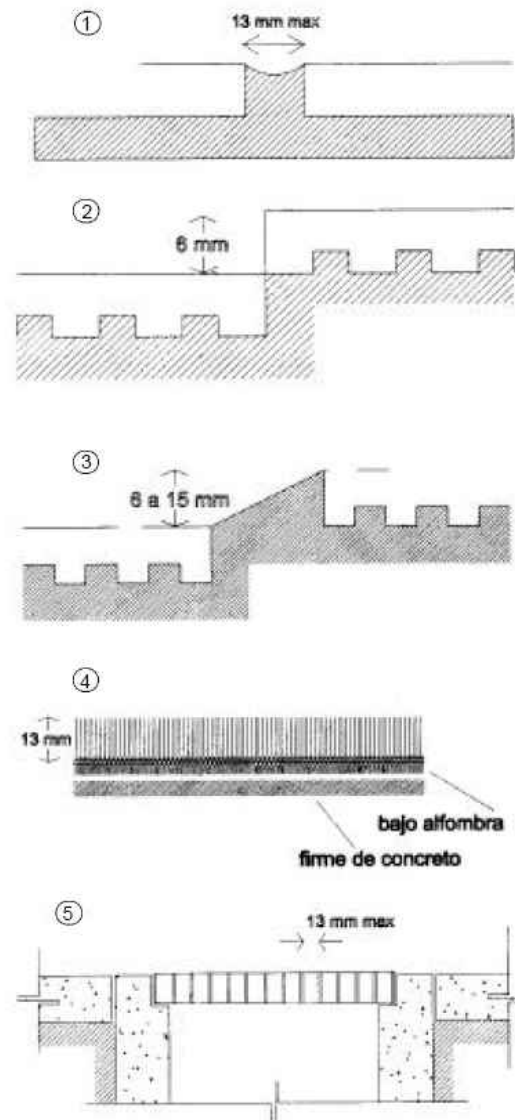 1
13 mm max
2
6 mm
3
6 a 15 mm
4
13 mm
bajo alfombra
firme de concreto
5
13 mm max